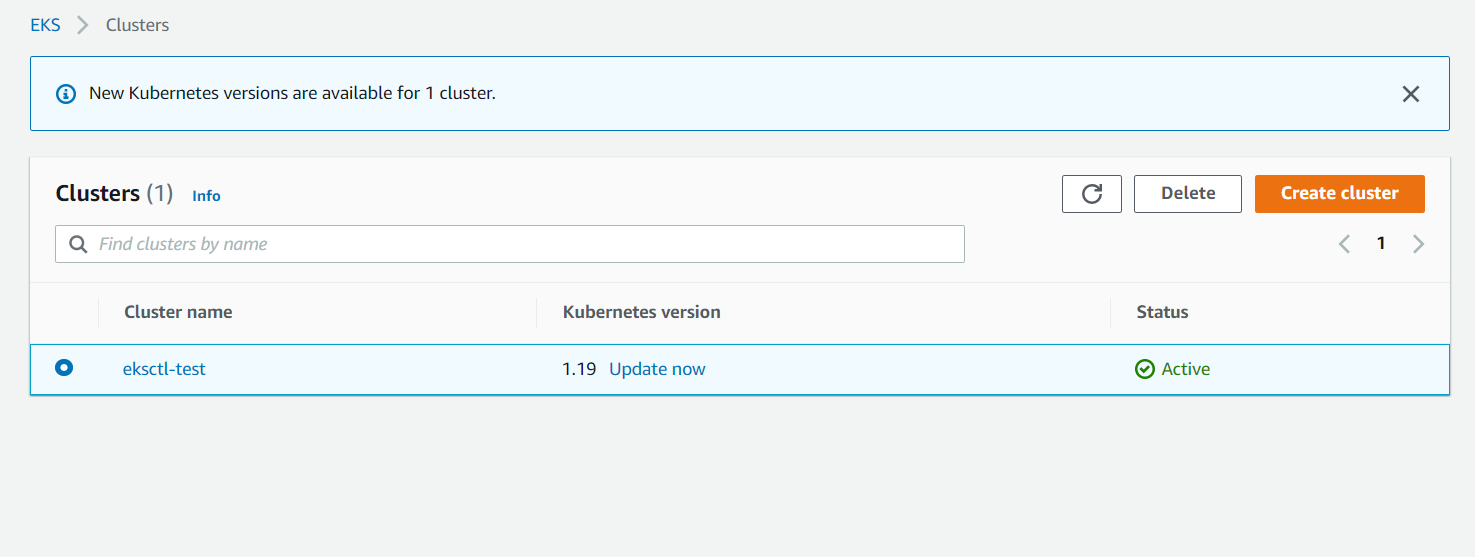 EKS > Clusters
New Kubernetes versions are available for 1 cluster.
Clusters (1) Info
Delete
Create cluster
Find clusters by name
1
Cluster name Kubernetes version Status
eksctl-test 1.19 Update now Active